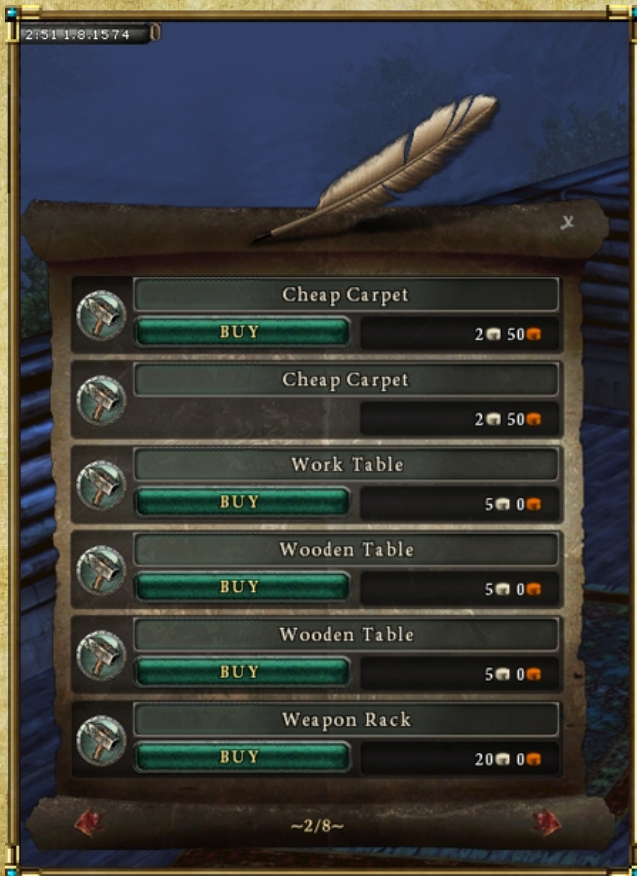 2:51 1.8.1574
x
Cheap Carpet
BUY 2 50
Cheap Carpet
2 50
Work Table
BUY 5 0
Wooden Table
BUY 5 0
Wooden Table
BUY 5 0
Weapon Rack
BUY 20 0
~2/8~